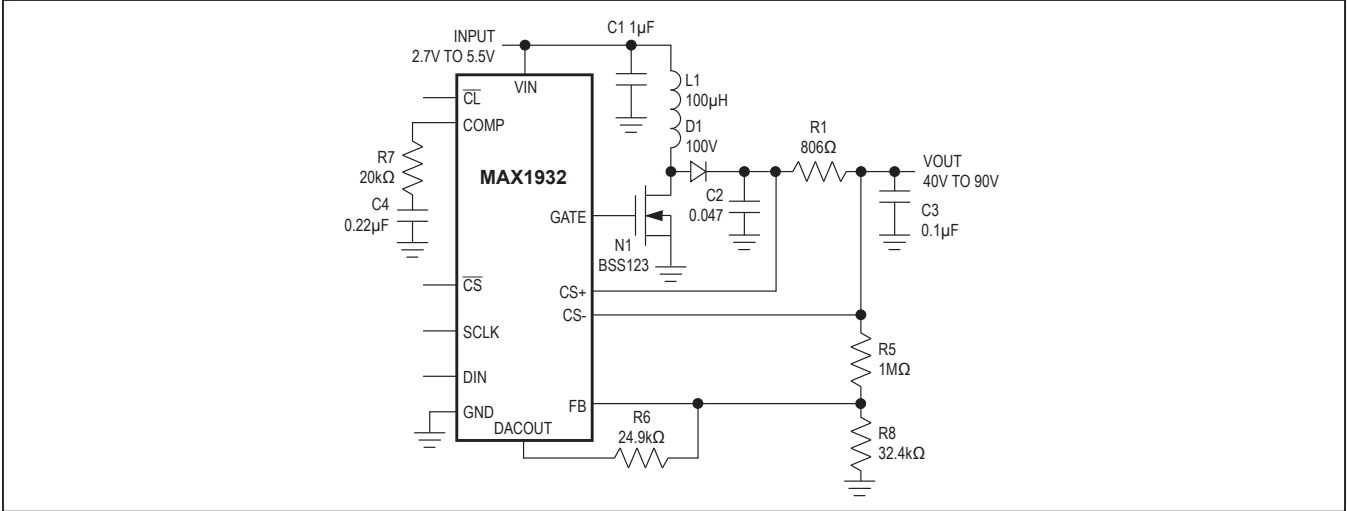 INPUT
2.7V TO 5.5V
C1 1µF
VIN
L1
100µH
C̅L̅
COMP
D1
100V
R1
806Ω
R7
20kΩ
MAX1932
VOUT
40V TO 90V
C4
0.22µF
GATE
C2
0.047
C3
0.1µF
N1
BSS123
C̅S̅
CS+
CS-
SCLK
R5
1MΩ
DIN
FB
GND
DACOUT
R6
24.9kΩ
R8
32.4kΩ